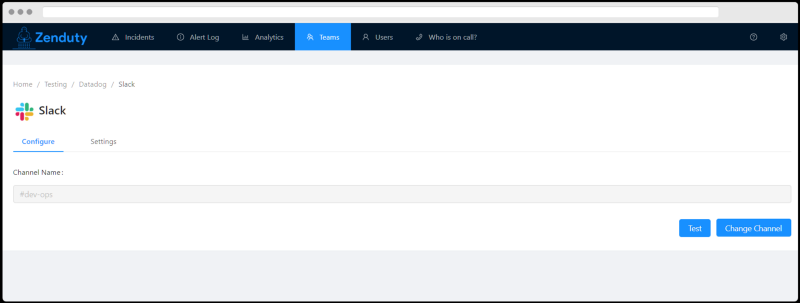 Zenduty Incidents Alert Log Analytics Teams Users Who is on call?
Home / Testing / Datadog / Slack
Slack
Configure Settings
Channel Name :
#dev-ops
Test Change Channel